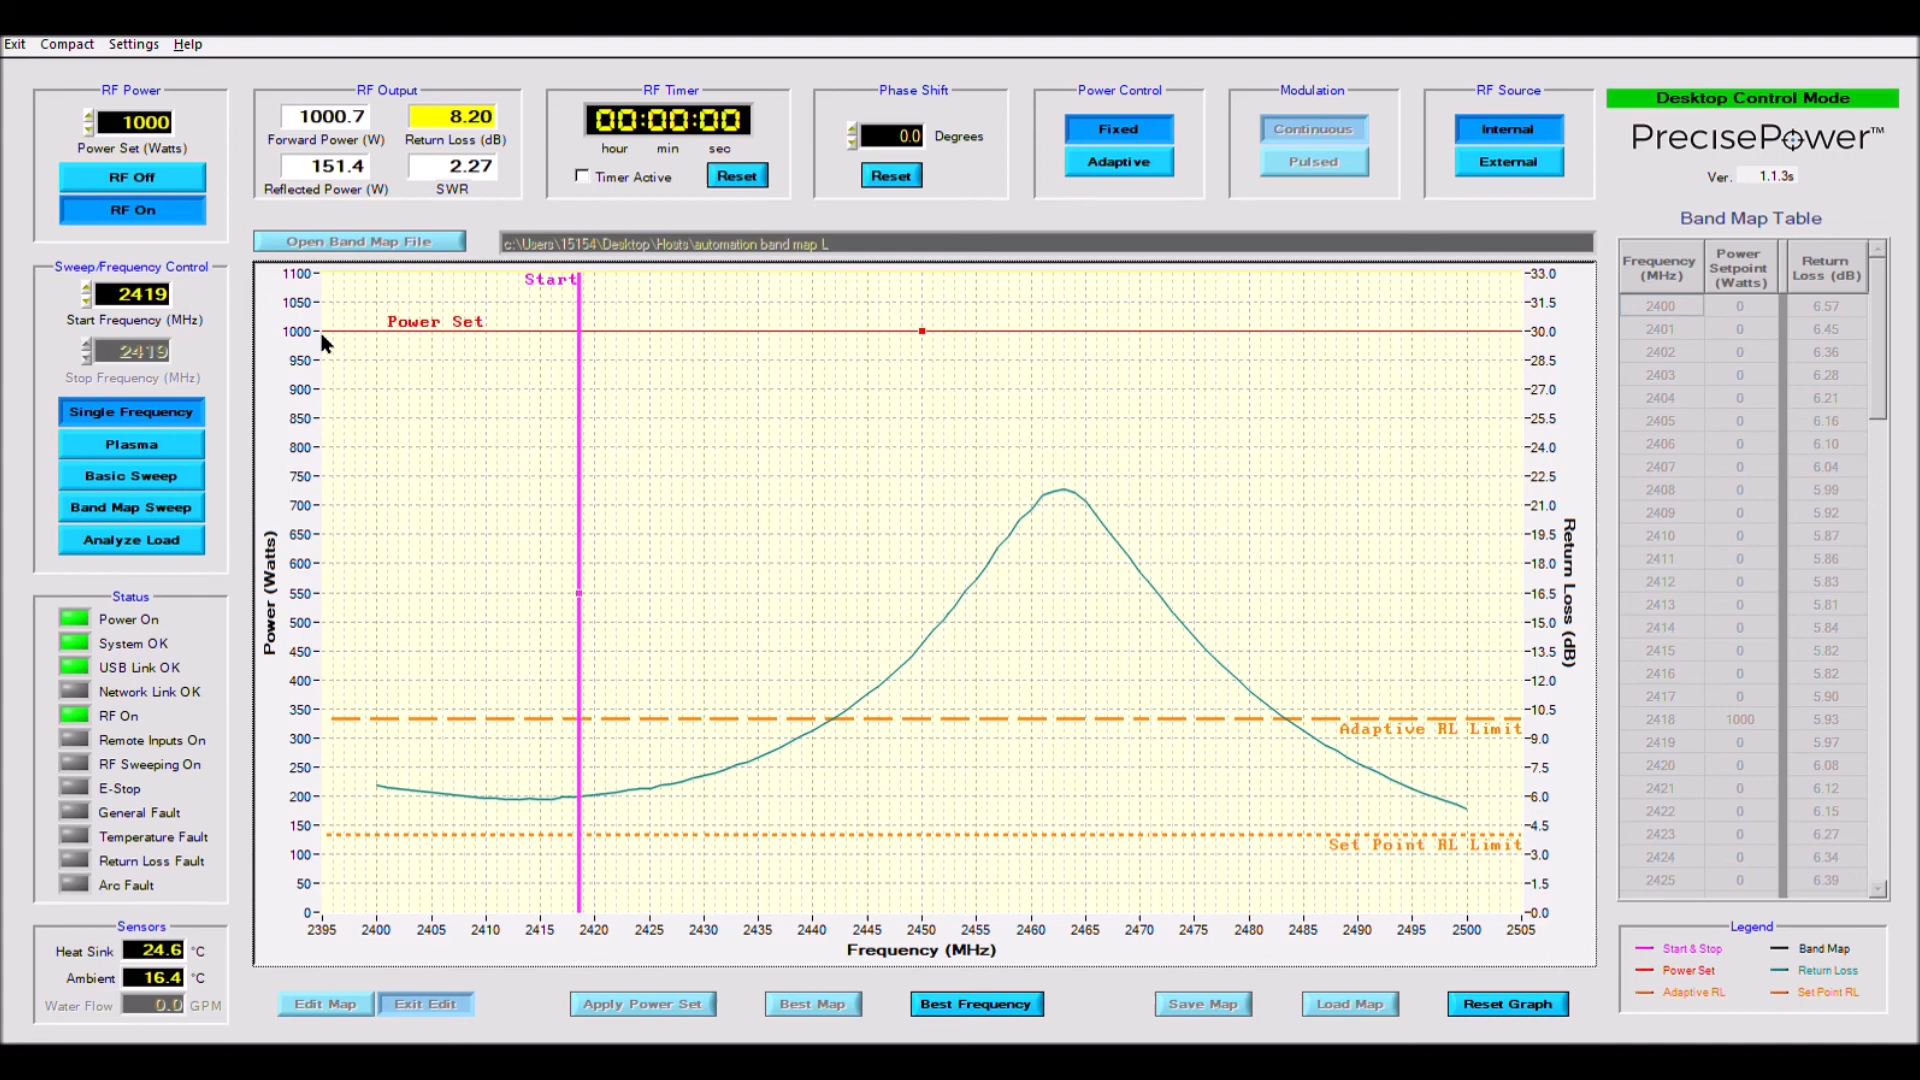 Exit Compact Settings Help
RF Power
1000
Power Set (Watts)
RF Off
RF On
RF Output
1000.7 8.20
Forward Power (W) Return Loss (dB)
151.4 2.27
Reflected Power (W) SWR
RF Timer
00:00:00
hour min sec
Timer Active Reset
Phase Shift
0.0 Degrees
Reset
Power Control
Fixed
Adaptive
Modulation
Continuous
Pulsed
RF Source
Internal
External
Desktop Control Mode
PrecisePower™
Ver. 1.1.3s
Open Band Map File c:\Users\15154\Desktop\Hosts\automation band map L
Sweep/Frequency Control
2419
Start Frequency (MHz)
2419
Stop Frequency (MHz)
Single Frequency
Plasma
Basic Sweep
Band Map Sweep
Analyze Load
Status
Power On
System OK
USB Link OK
Network Link OK
RF On
Remote Inputs On
RF Sweeping On
E-Stop
General Fault
Temperature Fault
Return Loss Fault
Arc Fault
Sensors
Heat Sink 24.6 °C
Ambient 16.4 °C
Water Flow 0.0 GPM
Start
Power Set
Adaptive RL Limit
Set Point RL Limit
Power (Watts)
1100
1050
1000
950
900
850
800
750
700
650
600
550
500
450
400
350
300
250
200
150
100
50
0
33.0
31.5
30.0
28.5
27.0
25.5
24.0
22.5
21.0
19.5
18.0
16.5
15.0
13.5
12.0
10.5
9.0
7.5
6.0
4.5
3.0
1.5
0.0
Return Loss (dB)
2395 2400 2405 2410 2415 2420 2425 2430 2435 2440 2445 2450 2455 2460 2465 2470 2475 2480 2485 2490 2495 2500 2505
Frequency (MHz)
Edit Map Exit Edit Apply Power Set Best Map Best Frequency Save Map Load Map Reset Graph
Band Map Table
Frequency (MHz) Power Setpoint (Watts) Return Loss (dB)
2400 0 6.57
2401 0 6.45
2402 0 6.36
2403 0 6.28
2404 0 6.21
2405 0 6.16
2406 0 6.10
2407 0 6.04
2408 0 5.99
2409 0 5.92
2410 0 5.87
2411 0 5.86
2412 0 5.83
2413 0 5.81
2414 0 5.84
2415 0 5.82
2416 0 5.82
2417 0 5.90
2418 1000 5.93
2419 0 5.97
2420 0 6.08
2421 0 6.12
2422 0 6.15
2423 0 6.27
2424 0 6.34
2425 0 6.39
Legend
Start & Stop Band Map
Power Set Return Loss
Adaptive RL Set Point RL